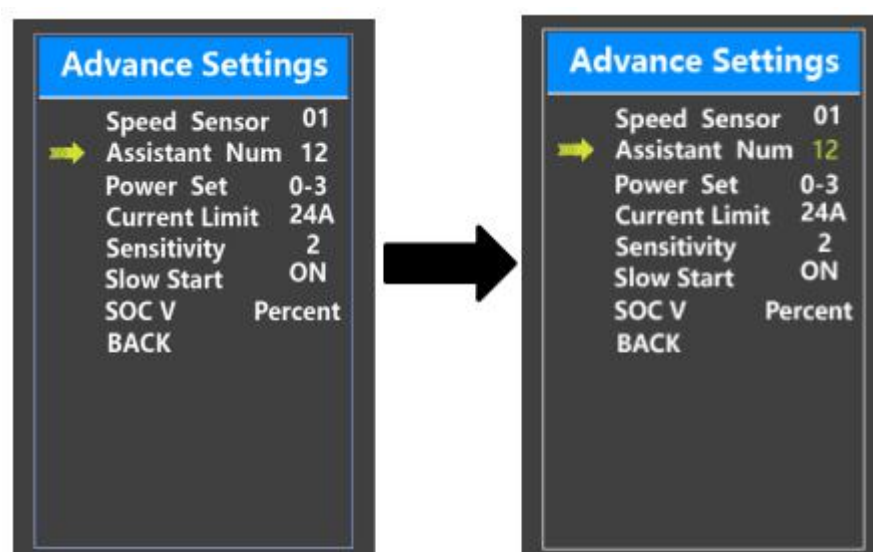 Advance Settings
Speed Sensor 01
Assistant Num 12
Power Set 0-3
Current Limit 24A
Sensitivity 2
Slow Start ON
SOC V Percent
BACK
Advance Settings
Speed Sensor 01
Assistant Num 12
Power Set 0-3
Current Limit 24A
Sensitivity 2
Slow Start ON
SOC V Percent
BACK